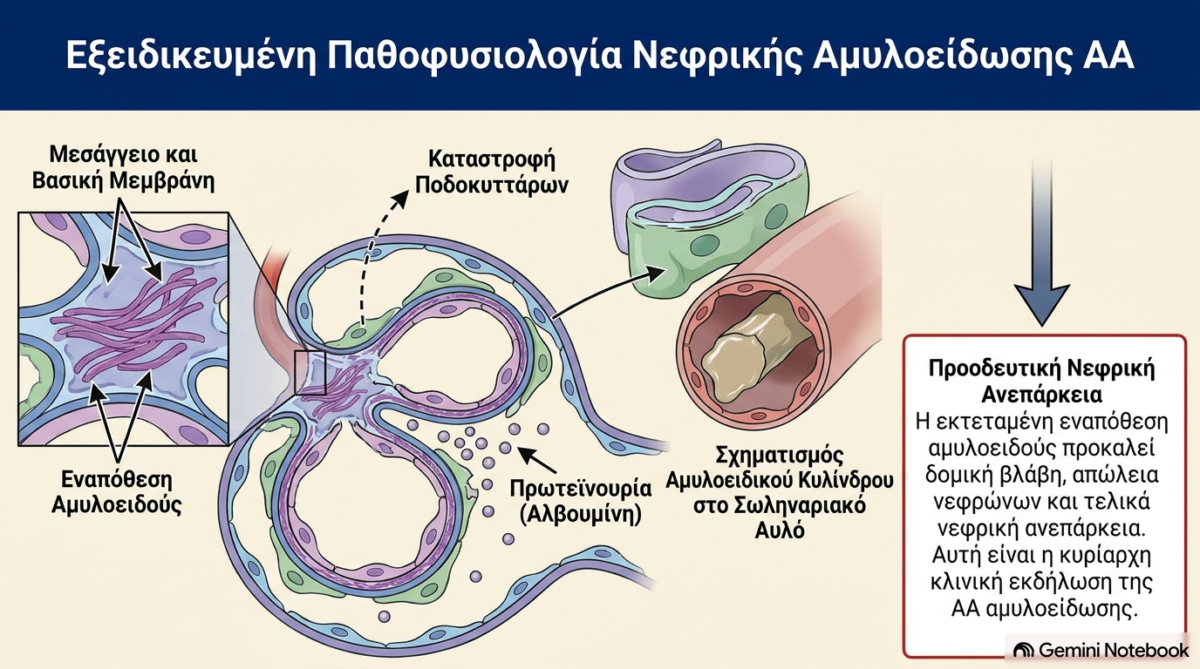 Εξειδικευμένη Παθοφυσιολογία Νεφρικής Αμυλοείδωσης ΑΑ
Μεσάγγειο και
Βασική Μεμβράνη
Καταστροφή
Ποδοκυττάρων
Εναπόθεση
Αμυλοειδούς
Πρωτεϊνουρία
(Αλβουμίνη)
Σχηματισμός
Αμυλοειδικού Κυλίνδρου
στο Σωληναριακό
Αυλό
Προοδευτική Νεφρική
Ανεπάρκεια
Η εκτεταμένη εναπόθεση
αμυλοειδούς προκαλεί
δομική βλάβη, απώλεια
νεφρώνων και τελικά
νεφρική ανεπάρκεια.
Αυτή είναι η κυρίαρχη
κλινική εκδήλωση της
ΑΑ αμυλοείδωσης.
Gemini Notebook